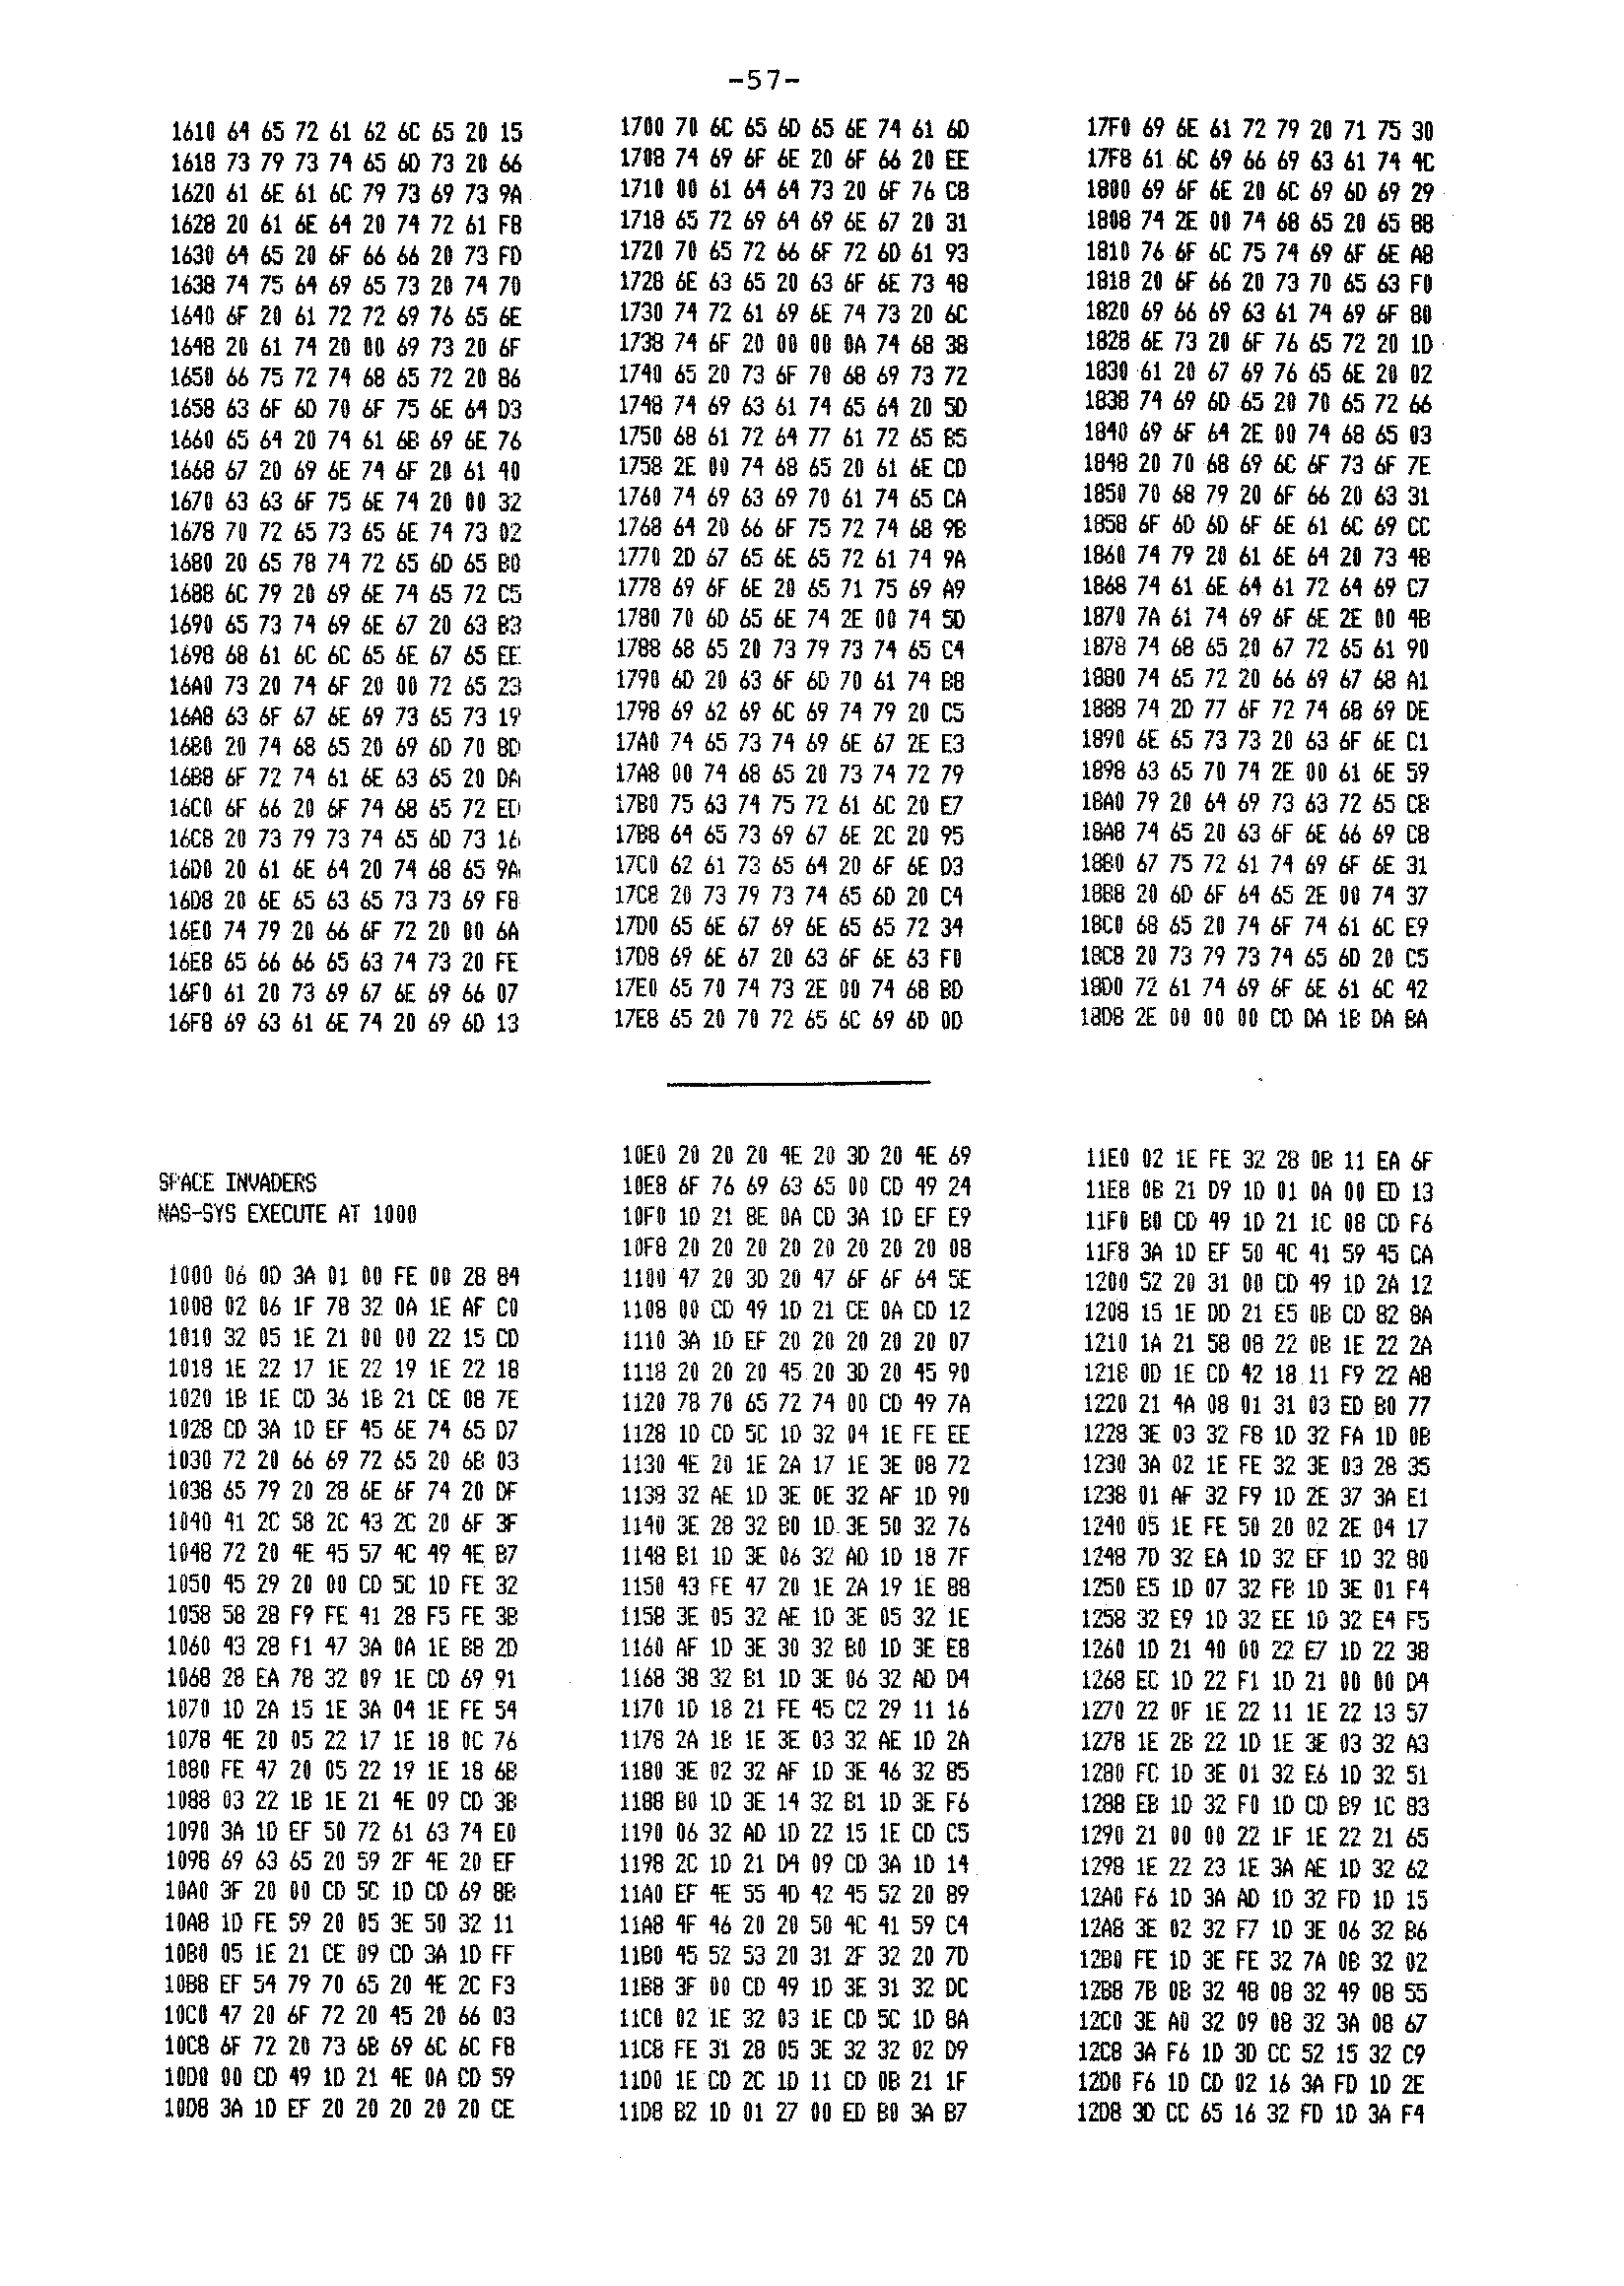 -57-
1610 64 65 72 61 62 6C 65 20 15
1618 73 79 73 74 65 6D 73 20 66
1620 61 6E 61 6C 79 73 69 73 9A
1628 20 61 6E 64 20 74 72 61 F8
1630 64 65 20 6F 66 66 20 73 FD
1638 74 75 64 69 65 73 20 74 70
1640 6F 20 61 72 72 69 76 65 6E
1648 20 61 74 20 00 69 73 20 6F
1650 66 75 72 74 68 65 72 20 86
1658 63 6F 6D 70 6F 75 6E 64 D3
1660 65 64 20 74 61 6B 69 6E 76
1668 67 20 69 6E 74 6F 20 61 40
1670 63 63 6F 75 6E 74 20 00 32
1678 70 72 65 73 65 6E 74 73 02
1680 20 65 78 74 72 65 6D 65 B0
1688 6C 79 20 69 6E 74 65 72 C5
1690 65 73 74 69 6E 67 20 63 B3
1698 68 61 6C 6C 65 6E 67 65 EE
16A0 73 20 74 6F 20 00 72 65 23
16A8 63 6F 67 6E 69 73 65 73 19
16B0 20 74 68 65 20 69 6D 70 8D
16B8 6F 72 74 61 6E 63 65 20 DA
16C0 6F 66 20 6F 74 68 65 72 ED
16C8 20 73 79 73 74 65 6D 73 16
16D0 20 61 6E 64 20 74 68 65 9A
16D8 20 6E 65 63 65 73 73 69 F8
16E0 74 79 20 66 6F 72 20 00 6A
16E8 65 66 66 65 63 74 73 20 FE
16F0 61 20 73 69 67 6E 69 66 07
16F8 69 63 61 6E 74 20 69 6D 13
1700 70 6C 65 6D 65 6E 74 61 6D
1708 74 69 6F 6E 20 6F 66 20 EE
1710 00 61 64 64 73 20 6F 76 C8
1718 65 72 69 64 69 6E 67 20 31
1720 70 65 72 66 6F 72 6D 61 93
1728 6E 63 65 20 63 6F 6E 73 48
1730 74 72 61 69 6E 74 73 20 6C
1738 74 6F 20 00 00 0A 74 68 38
1740 65 20 73 6F 70 68 69 73 72
1748 74 69 63 61 74 65 64 20 5D
1750 68 61 72 64 77 61 72 65 B5
1758 2E 00 74 68 65 20 61 6E CD
1760 74 69 63 69 70 61 74 65 CA
1768 64 20 66 6F 75 72 74 68 9B
1770 2D 67 65 6E 65 72 61 74 9A
1778 69 6F 6E 20 65 71 75 69 A9
1780 70 6D 65 6E 74 2E 00 74 5D
1788 68 65 20 73 79 73 74 65 C4
1790 6D 20 63 6F 6D 70 61 74 B8
1798 69 62 69 6C 69 74 79 20 C5
17A0 74 65 73 74 69 6E 67 2E E3
17A8 00 74 68 65 20 73 74 72 79
17B0 75 63 74 75 72 61 6C 20 E7
17B8 64 65 73 69 67 6E 2C 20 95
17C0 62 61 73 65 64 20 6F 6E D3
17C8 20 73 79 73 74 65 6D 20 C4
17D0 65 6E 67 69 6E 65 65 72 34
17D8 69 6E 67 20 63 6F 6E 63 F0
17E0 65 70 74 73 2E 00 74 68 BD
17E8 65 20 70 72 65 6C 69 6D 0D
17F0 69 6E 61 72 79 20 71 75 30
17F8 61 6C 69 66 69 63 61 74 4C
1800 69 6F 6E 20 6C 69 6D 69 29
1808 74 2E 00 74 68 65 20 65 88
1810 76 6F 6C 75 74 69 6F 6E A8
1818 20 6F 66 20 73 70 65 63 F0
1820 69 66 69 63 61 74 69 6F 80
1828 6E 73 20 6F 76 65 72 20 1D
1830 61 20 67 69 76 65 6E 20 02
1838 74 69 6D 65 20 70 65 72 66
1840 69 6F 64 2E 00 74 68 65 03
1848 20 70 68 69 6C 6F 73 6F 7E
1850 70 68 79 20 6F 66 20 63 31
1858 6F 6D 6D 6F 6E 61 6C 69 CC
1860 74 79 20 61 6E 64 20 73 4B
1868 74 61 6E 64 61 72 64 69 C7
1870 7A 61 74 69 6F 6E 2E 00 4B
1878 74 68 65 20 67 72 65 61 90
1880 74 65 72 20 66 69 67 68 A1
1888 74 2D 77 6F 72 74 68 69 DE
1890 6E 65 73 73 20 63 6F 6E C1
1898 63 65 70 74 2E 00 61 6E 59
18A0 79 20 64 69 73 63 72 65 CB
18A8 74 65 20 63 6F 6E 66 69 C8
18B0 67 75 72 61 74 69 6F 6E 31
18B8 20 6D 6F 64 65 2E 00 74 37
18C0 68 65 20 74 6F 74 61 6C E9
18C8 20 73 79 73 74 65 6D 20 C5
18D0 72 61 74 69 6F 6E 61 6C 42
18D8 2E 00 00 00 CD DA 1B DA BA
SPACE INVADERS
NAS-SYS EXECUTE AT 1000
1000 06 0D 3A 01 00 FE 00 28 84
1008 02 06 1F 78 32 0A 1E AF C0
1010 32 05 1E 21 00 00 22 15 CD
1018 1E 22 17 1E 22 19 1E 22 18
1020 1B 1E CD 36 1B 21 CE 08 7E
1028 CD 3A 1D EF 45 6E 74 65 D7
1030 72 20 66 69 72 65 20 6B 03
1038 65 79 20 28 6E 6F 74 20 DF
1040 41 2C 58 2C 43 2C 20 6F 3F
1048 72 20 4E 45 57 4C 49 4E B7
1050 45 29 20 00 CD 5C 1D FE 32
1058 58 28 F9 FE 41 28 F5 FE 3B
1060 43 28 F1 47 3A 0A 1E B8 2D
1068 28 EA 78 32 09 1E CD 69 91
1070 1D 2A 15 1E 3A 04 1E FE 54
1078 4E 20 05 22 17 1E 18 0C 76
1080 FE 47 20 05 22 19 1E 18 6B
1088 03 22 1B 1E 21 4E 09 CD 3B
1090 3A 1D EF 50 72 61 63 74 E0
1098 69 63 65 20 59 2F 4E 20 EF
10A0 3F 20 00 CD 5C 1D CD 69 8B
10A8 1D FE 59 20 05 3E 50 32 11
10B0 05 1E 21 CE 09 CD 3A 1D FF
10B8 EF 54 79 70 65 20 4E 2C F3
10C0 47 20 6F 72 20 45 20 66 03
10C8 6F 72 20 73 6B 69 6C 6C F8
10D0 00 CD 49 1D 21 4E 0A CD 59
10D8 3A 1D EF 20 20 20 20 20 CE
10E0 20 20 20 4E 20 3D 20 4E 69
10E8 6F 76 69 63 65 00 CD 49 24
10F0 1D 21 8E 0A CD 3A 1D EF E9
10F8 20 20 20 20 20 20 20 20 08
1100 47 20 3D 20 47 6F 6F 64 5E
1108 00 CD 49 1D 21 CE 0A CD 12
1110 3A 1D EF 20 20 20 20 20 07
1118 20 20 20 45 20 3D 20 45 90
1120 78 70 65 72 74 00 CD 49 7A
1128 1D CD 5C 1D 32 04 1E FE EE
1130 4E 20 1E 2A 17 1E 3E 08 72
1138 32 AE 1D 3E 0E 32 AF 1D 90
1140 3E 28 32 B0 1D 3E 50 32 76
1148 B1 1D 3E 06 32 AD 1D 18 7F
1150 43 FE 47 20 1E 2A 19 1E 88
1158 3E 05 32 AE 1D 3E 05 32 1E
1160 AF 1D 3E 30 32 B0 1D 3E E8
1168 38 32 B1 1D 3E 06 32 AD D4
1170 1D 18 21 FE 45 C2 29 11 16
1178 2A 1B 1E 3E 03 32 AE 1D 2A
1180 3E 02 32 AF 1D 3E 46 32 85
1188 B0 1D 3E 14 32 B1 1D 3E F6
1190 06 32 AD 1D 22 15 1E CD C5
1198 2C 1D 21 D4 09 CD 3A 1D 14
11A0 EF 4E 55 4D 42 45 52 20 89
11A8 4F 46 20 20 50 4C 41 59 C4
11B0 45 52 53 20 31 2F 32 20 7D
11B8 3F 00 CD 49 1D 3E 31 32 DC
11C0 02 1E 32 03 1E CD 5C 1D 8A
11C8 FE 31 28 05 3E 32 32 02 D9
11D0 1E CD 2C 1D 11 CD 0B 21 1F
11D8 B2 1D 01 27 00 ED B0 3A B7
11E0 02 1E FE 32 28 0B 11 EA 6F
11E8 0B 21 D9 1D 01 0A 00 ED 13
11F0 B0 CD 49 1D 21 1C 08 CD F6
11F8 3A 1D EF 50 4C 41 59 45 CA
1200 52 20 31 00 CD 49 1D 2A 12
1208 15 1E DD 21 E5 0B CD 82 8A
1210 1A 21 58 08 22 0B 1E 22 2A
1218 0D 1E CD 42 18 11 F9 22 A8
1220 21 4A 08 01 31 03 ED B0 77
1228 3E 03 32 F8 1D 32 FA 1D 0B
1230 3A 02 1E FE 32 3E 03 28 35
1238 01 AF 32 F9 1D 2E 37 3A E1
1240 05 1E FE 50 20 02 2E 04 17
1248 7D 32 EA 1D 32 EF 1D 32 80
1250 E5 1D 07 32 FB 1D 3E 01 F4
1258 32 E9 1D 32 EE 1D 32 E4 F5
1260 1D 21 40 00 22 E7 1D 22 38
1268 EC 1D 22 F1 1D 21 00 00 D4
1270 22 0F 1E 22 11 1E 22 13 57
1278 1E 2B 22 1D 1E 3E 03 32 A3
1280 FC 1D 3E 01 32 E6 1D 32 51
1288 EB 1D 32 F0 1D CD B9 1C 83
1290 21 00 00 22 1F 1E 22 21 65
1298 1E 22 23 1E 3A AE 1D 32 62
12A0 F6 1D 3A AD 1D 32 FD 1D 15
12A8 3E 02 32 F7 1D 3E 06 32 B6
12B0 FE 1D 3E FE 32 7A 0B 32 02
12B8 7B 0B 32 48 08 32 49 08 55
12C0 3E A0 32 09 08 32 3A 08 67
12C8 3A F6 1D 3D CC 52 15 32 C9
12D0 F6 1D CD 02 16 3A FD 1D 2E
12D8 3D CC 65 16 32 FD 1D 3A F4